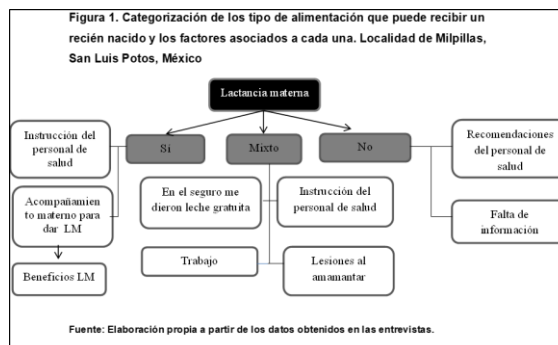 Figura 1. Categorización de los tipo de alimentación que puede recibir un
recién nacido y los factores asociados a cada una. Localidad de Milpillas,
San Luis Potos, México
Lactancia materna
Sí
Mixto
No
Instrucción del
personal de
salud
Acompañamien
to materno para
dar LM
Beneficios LM
En el seguro me
dieron leche gratuita
Instrucción del
personal de salud
Trabajo
Lesiones al
amamantar
Recomendaciones
del personal de
salud
Falta de
información
Fuente: Elaboración propia a partir de los datos obtenidos en las entrevistas.